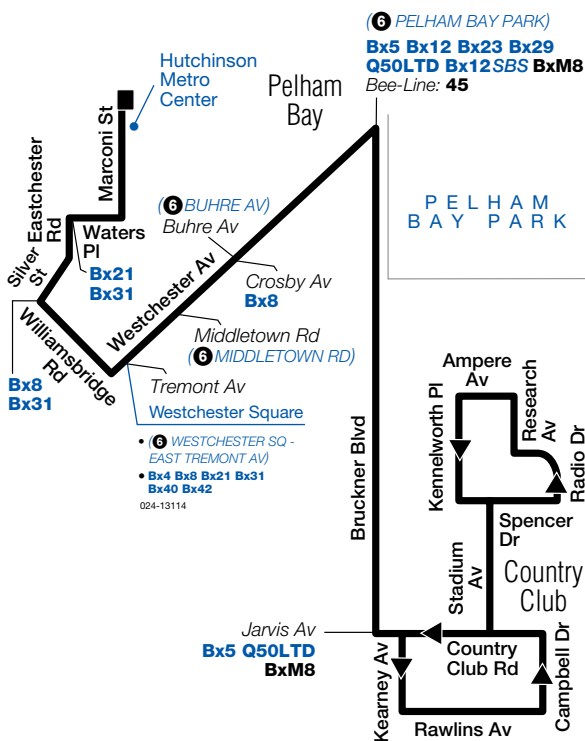 (6 PELHAM BAY PARK)
Bx5 Bx12 Bx23 Bx29
Q50LTD Bx12SBS BxM8
Bee-Line: 45
Hutchinson
Metro
Center
Pelham
Bay
Marconi St
Eastchester
Rd
Waters
Pl
Silver
St
Bx21
Bx31
(6 BUHRE AV)
Buhre Av
PELHAM
BAY PARK
Westchester Av
Crosby Av
Bx8
Williamsbridge
Rd
Bx8
Bx31
Middletown Rd
(6 MIDDLETOWN RD)
Tremont Av
Westchester Square
• (6 WESTCHESTER SQ -
EAST TREMONT AV)
• Bx4 Bx8 Bx21 Bx31
Bx40 Bx42
024-13114
Bruckner Blvd
Ampere
Av
Kennelworth Pl
Research
Av
Radio Dr
Spencer
Dr
Stadium
Av
Country
Club
Jarvis Av
Bx5 Q50LTD
BxM8
Kearney Av
Country
Club Rd
Campbell Dr
Rawlins Av